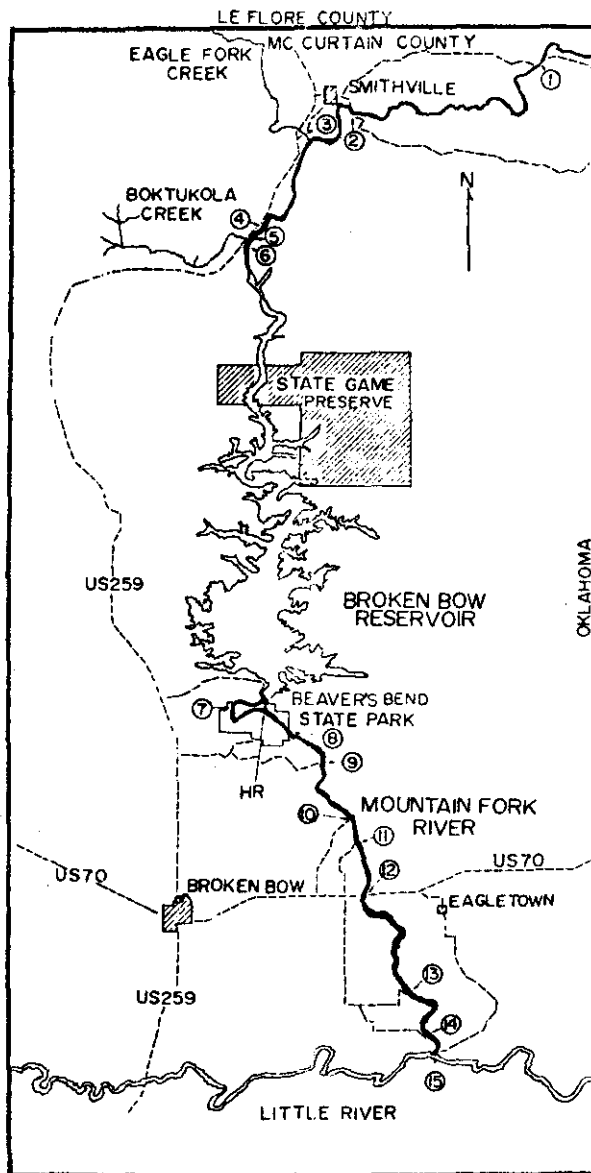 LE FLORE COUNTY
MC CURTAIN COUNTY
EAGLE FORK
CREEK
SMITHVILLE
1
2
3
N
BOKTUKOLA
CREEK
4
5
6
STATE GAME
PRESERVE
US259
BROKEN BOW
RESERVOIR
OKLAHOMA
BEAVER'S BEND
STATE PARK
7
8
9
HR
10
MOUNTAIN FORK
RIVER
11
12
US70
US70
BROKEN BOW
EAGLETOWN
13
US259
14
15
LITTLE RIVER